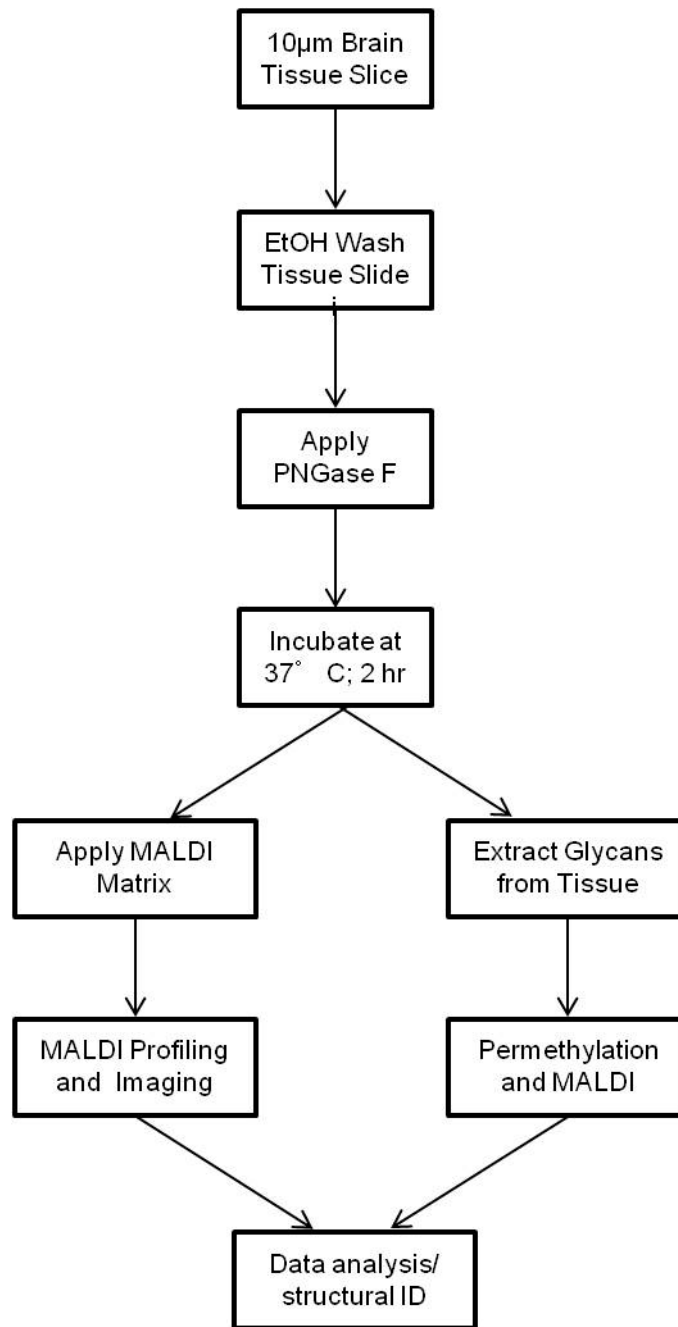 10µm Brain
Tissue Slice
EtOH Wash
Tissue Slide
i
Apply
PNGase F
Incubate at
37° C; 2 hr
Apply MALDI
Matrix
Extract Glycans
from Tissue
MALDI Profiling
and Imaging
Permethylation
and MALDI
Data analysis/
structural ID